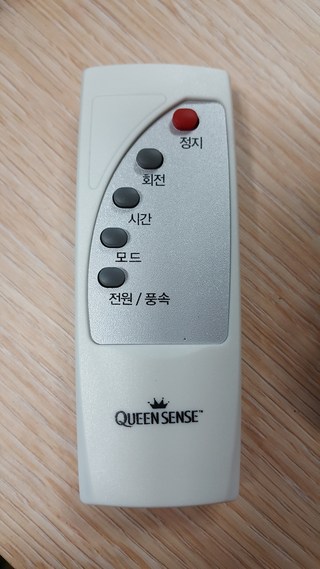 정지
회전
시간
모드
전원 / 풍속
QUEEN SENSE™